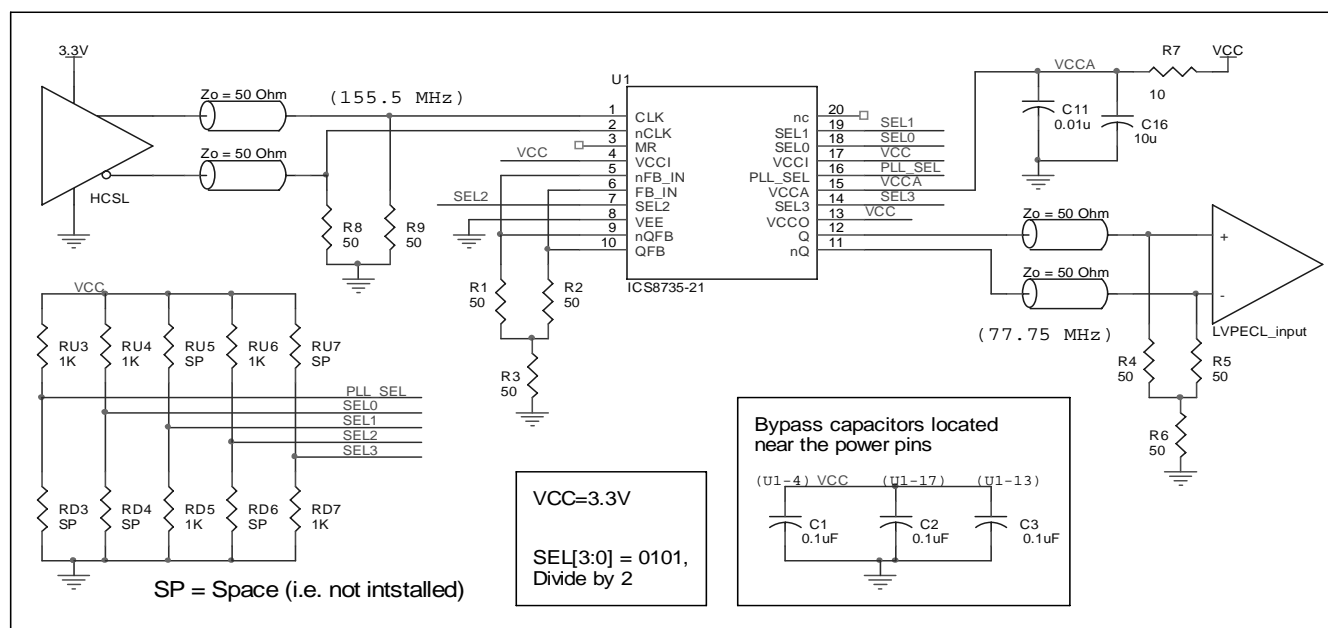 3.3V
Zo = 50 Ohm
(155.5 MHz)
Zo = 50 Ohm
HCSL
R8
50
R9
50
VCC
SEL2
U1
1 CLK
2 nCLK
3 MR
4 VCCI
5 nFB_IN
6 FB_IN
7 SEL2
8 VEE
9 nQFB
10 QFB
nc 20
SEL1 19
SEL0 18
VCCI 17
PLL_SEL 16
VCCA 15
SEL3 14
VCCO 13
Q 12
nQ 11
ICS8735-21
SEL1
SEL0
VCC
PLL_SEL
VCCA
SEL3
VCC
VCCA
R7
10
VCC
C11
0.01u
C16
10u
Zo = 50 Ohm
Zo = 50 Ohm
(77.75 MHz)
+
-
LVPECL_input
R4
50
R5
50
R6
50
R1
50
R2
50
R3
50
VCC
RU3
1K
RU4
1K
RU5
SP
RU6
1K
RU7
SP
PLL_SEL
SEL0
SEL1
SEL2
SEL3
RD3
SP
RD4
SP
RD5
1K
RD6
SP
RD7
1K
SP = Space (i.e. not intstalled)
VCC=3.3V
SEL[3:0] = 0101,
Divide by 2
Bypass capacitors located
near the power pins
(U1-4) VCC (U1-17) (U1-13)
C1
0.1uF
C2
0.1uF
C3
0.1uF